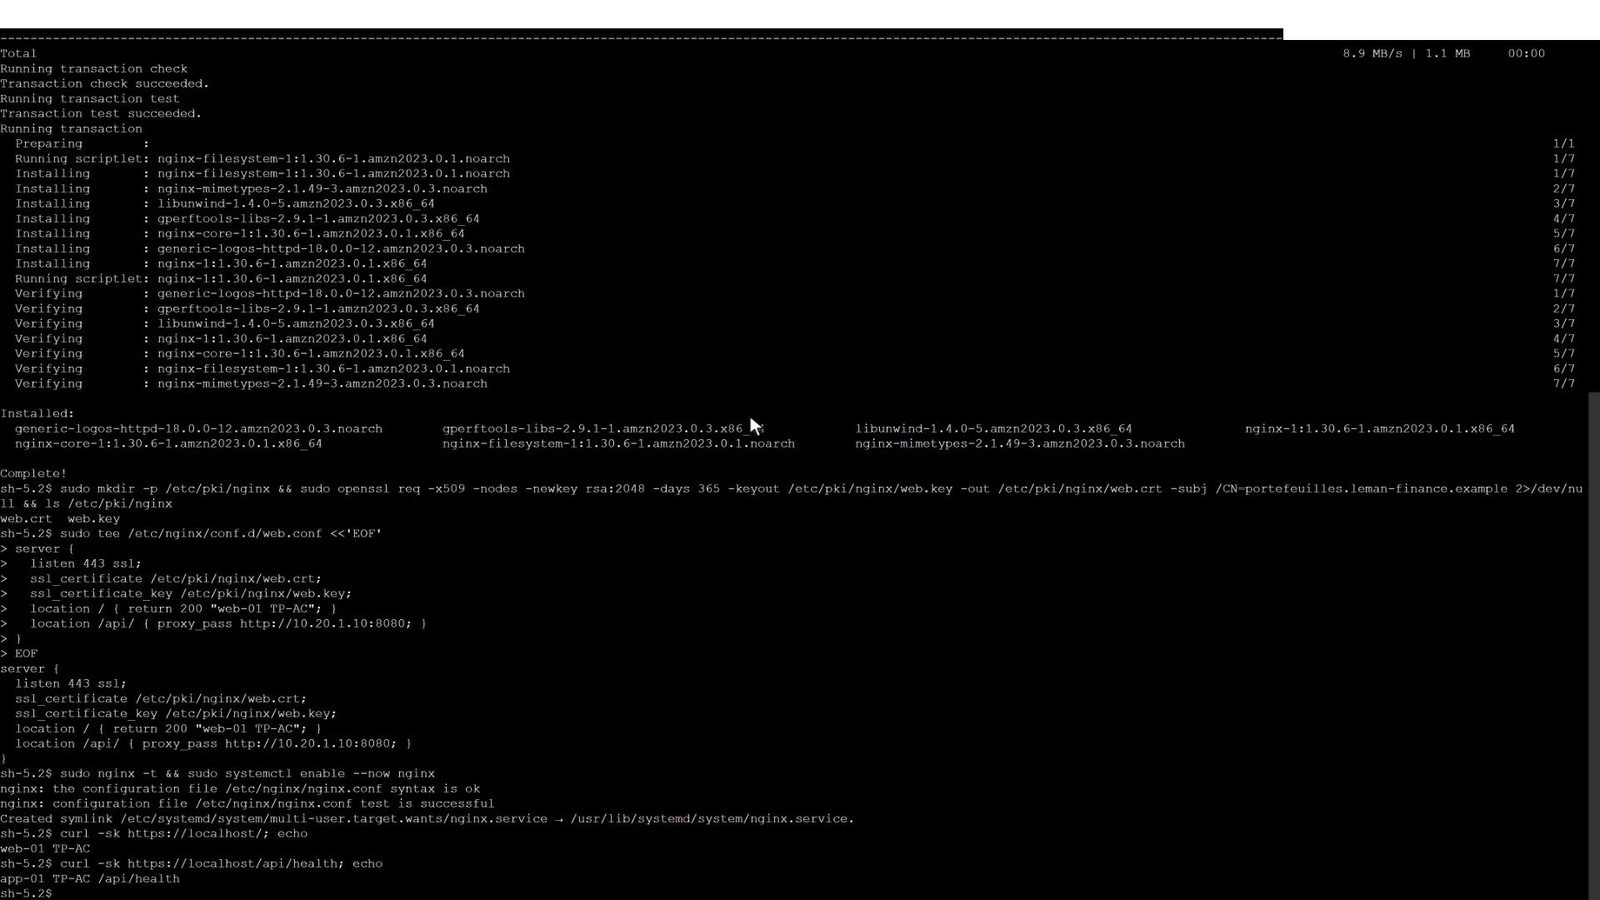 --------------------------------------------------------------------------------
Total 8.9 MB/s | 1.1 MB 00:00
Running transaction check
Transaction check succeeded.
Running transaction test
Transaction test succeeded.
Running transaction
  Preparing        : 1/1
  Running scriptlet: nginx-filesystem-1:1.30.6-1.amzn2023.0.1.noarch 1/7
  Installing       : nginx-filesystem-1:1.30.6-1.amzn2023.0.1.noarch 1/7
  Installing       : nginx-mimetypes-2.1.49-3.amzn2023.0.3.noarch 2/7
  Installing       : libunwind-1.4.0-5.amzn2023.0.3.x86_64 3/7
  Installing       : gperftools-libs-2.9.1-1.amzn2023.0.3.x86_64 4/7
  Installing       : nginx-core-1:1.30.6-1.amzn2023.0.1.x86_64 5/7
  Installing       : generic-logos-httpd-18.0.0-12.amzn2023.0.3.noarch 6/7
  Installing       : nginx-1:1.30.6-1.amzn2023.0.1.x86_64 7/7
  Running scriptlet: nginx-1:1.30.6-1.amzn2023.0.1.x86_64 7/7
  Verifying        : generic-logos-httpd-18.0.0-12.amzn2023.0.3.noarch 1/7
  Verifying        : gperftools-libs-2.9.1-1.amzn2023.0.3.x86_64 2/7
  Verifying        : libunwind-1.4.0-5.amzn2023.0.3.x86_64 3/7
  Verifying        : nginx-1:1.30.6-1.amzn2023.0.1.x86_64 4/7
  Verifying        : nginx-core-1:1.30.6-1.amzn2023.0.1.x86_64 5/7
  Verifying        : nginx-filesystem-1:1.30.6-1.amzn2023.0.1.noarch 6/7
  Verifying        : nginx-mimetypes-2.1.49-3.amzn2023.0.3.noarch 7/7
Installed:
  generic-logos-httpd-18.0.0-12.amzn2023.0.3.noarch gperftools-libs-2.9.1-1.amzn2023.0.3.x86_64 libunwind-1.4.0-5.amzn2023.0.3.x86_64 nginx-1:1.30.6-1.amzn2023.0.1.x86_64
  nginx-core-1:1.30.6-1.amzn2023.0.1.x86_64 nginx-filesystem-1:1.30.6-1.amzn2023.0.1.noarch nginx-mimetypes-2.1.49-3.amzn2023.0.3.noarch
Complete!
sh-5.2$ sudo mkdir -p /etc/pki/nginx && sudo openssl req -x509 -nodes -newkey rsa:2048 -days 365 -keyout /etc/pki/nginx/web.key -out /etc/pki/nginx/web.crt -subj /CN=portefeuilles.leman-finance.example 2>/dev/nu
ll && ls /etc/pki/nginx
web.crt  web.key
sh-5.2$ sudo tee /etc/nginx/conf.d/web.conf <<'EOF'
> server {
>   listen 443 ssl;
>   ssl_certificate /etc/pki/nginx/web.crt;
>   ssl_certificate_key /etc/pki/nginx/web.key;
>   location / { return 200 "web-01 TP-AC"; }
>   location /api/ { proxy_pass http://10.20.1.10:8080; }
> }
> EOF
server {
  listen 443 ssl;
  ssl_certificate /etc/pki/nginx/web.crt;
  ssl_certificate_key /etc/pki/nginx/web.key;
  location / { return 200 "web-01 TP-AC"; }
  location /api/ { proxy_pass http://10.20.1.10:8080; }
}
sh-5.2$ sudo nginx -t && sudo systemctl enable --now nginx
nginx: the configuration file /etc/nginx/nginx.conf syntax is ok
nginx: configuration file /etc/nginx/nginx.conf test is successful
Created symlink /etc/systemd/system/multi-user.target.wants/nginx.service → /usr/lib/systemd/system/nginx.service.
sh-5.2$ curl -sk https://localhost/; echo
web-01 TP-AC
sh-5.2$ curl -sk https://localhost/api/health; echo
app-01 TP-AC /api/health
sh-5.2$